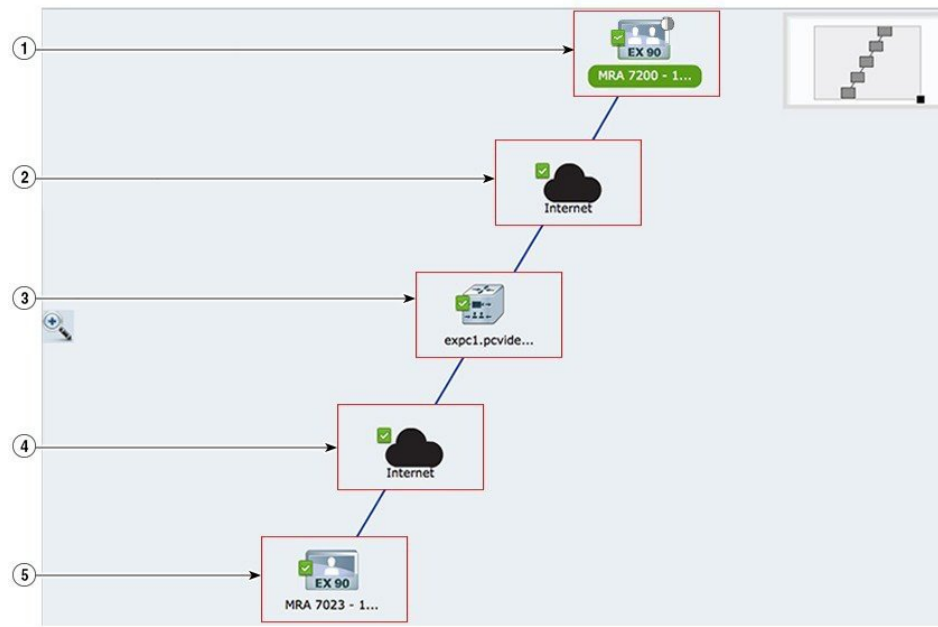 1
EX 90
MRA 7200 - 1...
2
Internet
3
expc1.pcvide...
4
Internet
5
EX 90
MRA 7023 - 1...